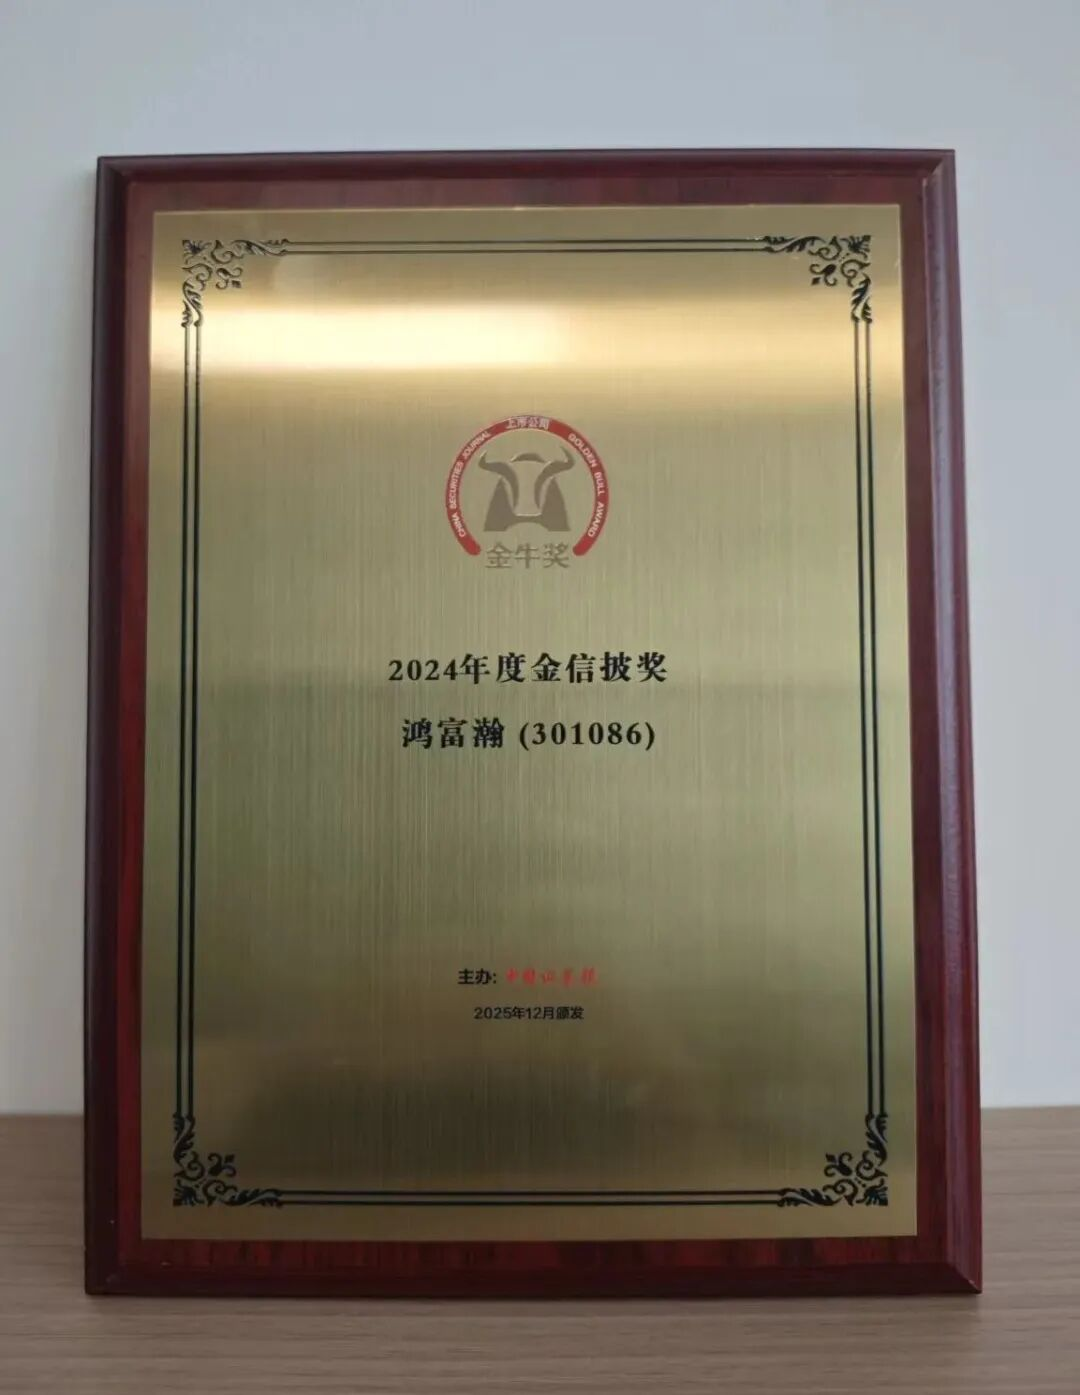 上市公司
CHINA SECURITIES JOURNAL GOLDEN BULL AWARD
金牛奖
2024年度金信披奖
鸿富瀚 (301086)
主办: 中国证券报
2025年12月颁发